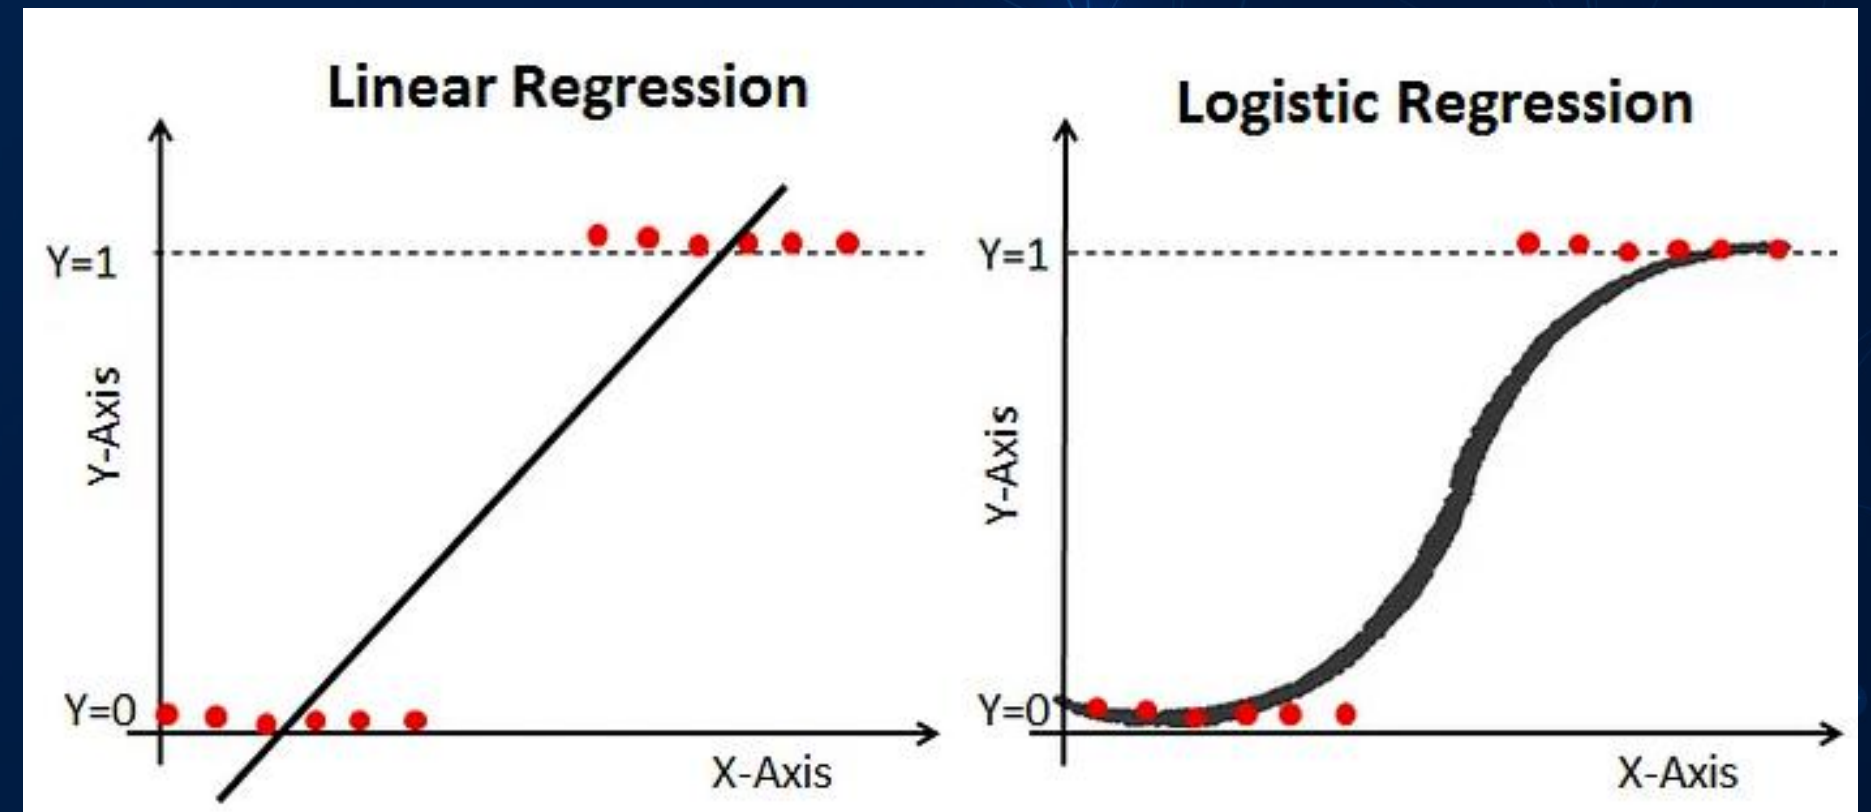 Linear Regression
Y=1
Y-Axis
Y=0
X-Axis
Logistic Regression
Y=1
Y-Axis
Y=0
X-Axis